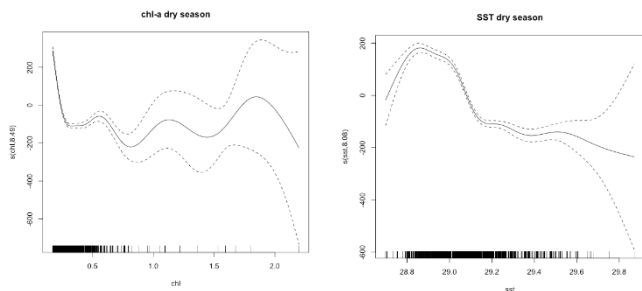 chl-a dry season
s(chl,8.49)
200
0
-200
-400
-600
0.5 1.0 1.5 2.0
chl
SST dry season
s(sst,8.08)
200
0
-200
-400
-600
28.8 29.0 29.2 29.4 29.6 29.8
sst